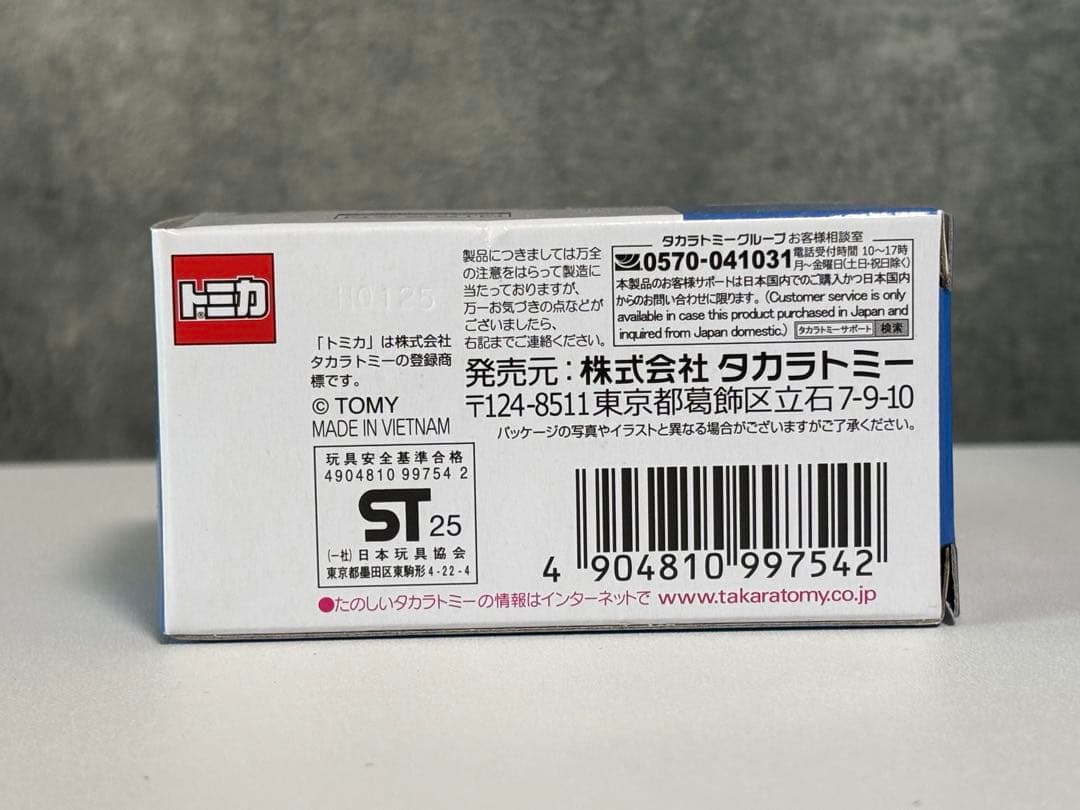 トミカ
®
H0125
「トミカ」は株式会社
タカラトミーの登録商
標です。
© TOMY
MADE IN VIETNAM
玩具安全基準合格
4904810 99754 2
ST 25
(一社)日本玩具協会
東京都墨田区東駒形4-22-4
製品につきましては万全
の注意をはらって製造に
当たっておりますが、
万一お気づきの点などが
ございましたら、
右記までご連絡ください。
タカラトミーグループ お客様相談室
0570-041031 電話受付時間 10〜17時
月〜金曜日(土日・祝日除く)
本製品のお客様サポートは日本国内でのご購入かつ日本国内
からのお問い合わせに限ります。(Customer service is only
available in case this product purchased in Japan and
inquired from Japan domestic.) タカラトミーサポート 検索
発売元:株式会社 タカラトミー
〒124-8511 東京都葛飾区立石7-9-10
パッケージの写真やイラストと異なる場合がございますがご了承ください。
4 904810 997542
●たのしいタカラトミーの情報はインターネットで www.takaratomy.co.jp